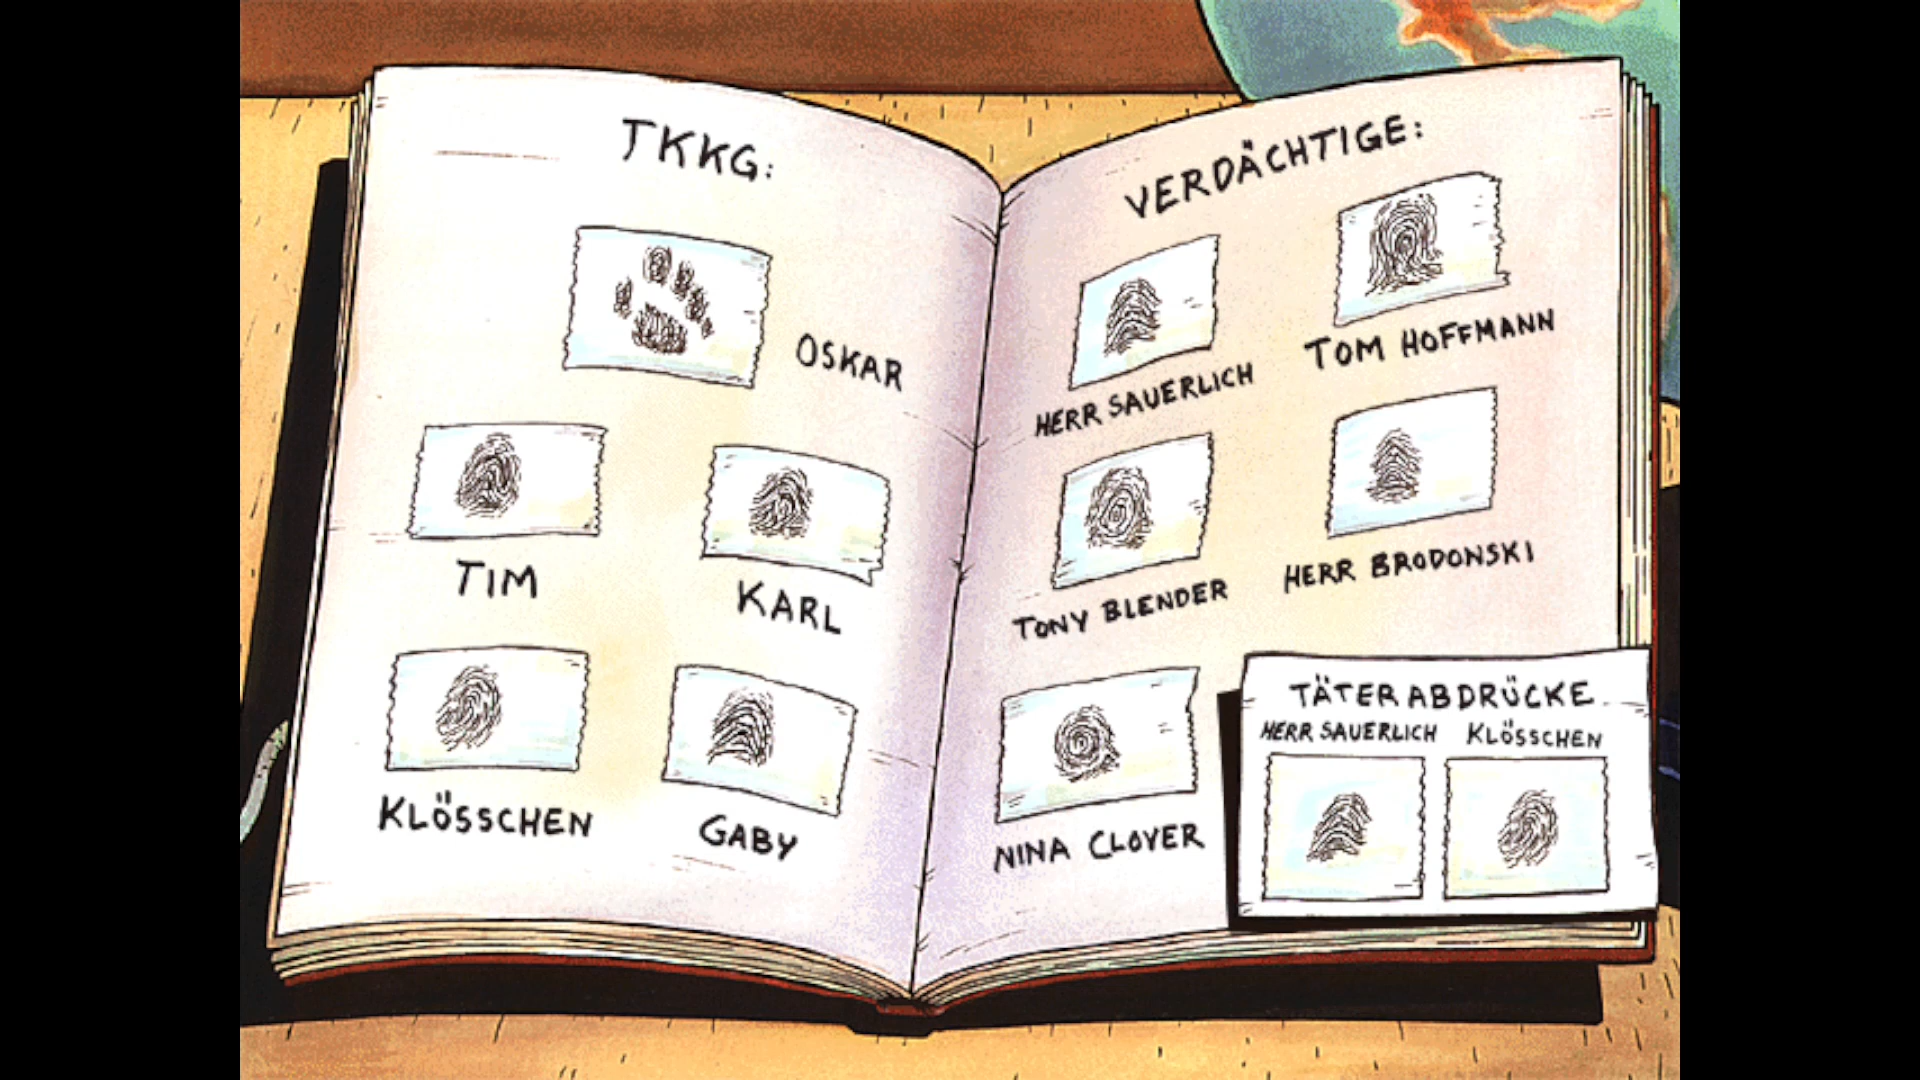 TKKG:
OSKAR
TIM
KARL
KLÖSSCHEN
GABY
VERDÄCHTIGE:
HERR SAUERLICH
TOM HOFFMANN
TONY BLENDER
HERR BRODONSKI
NINA CLOVER
TÄTERABDRÜCKE
HERR SAUERLICH
KLÖSSCHEN